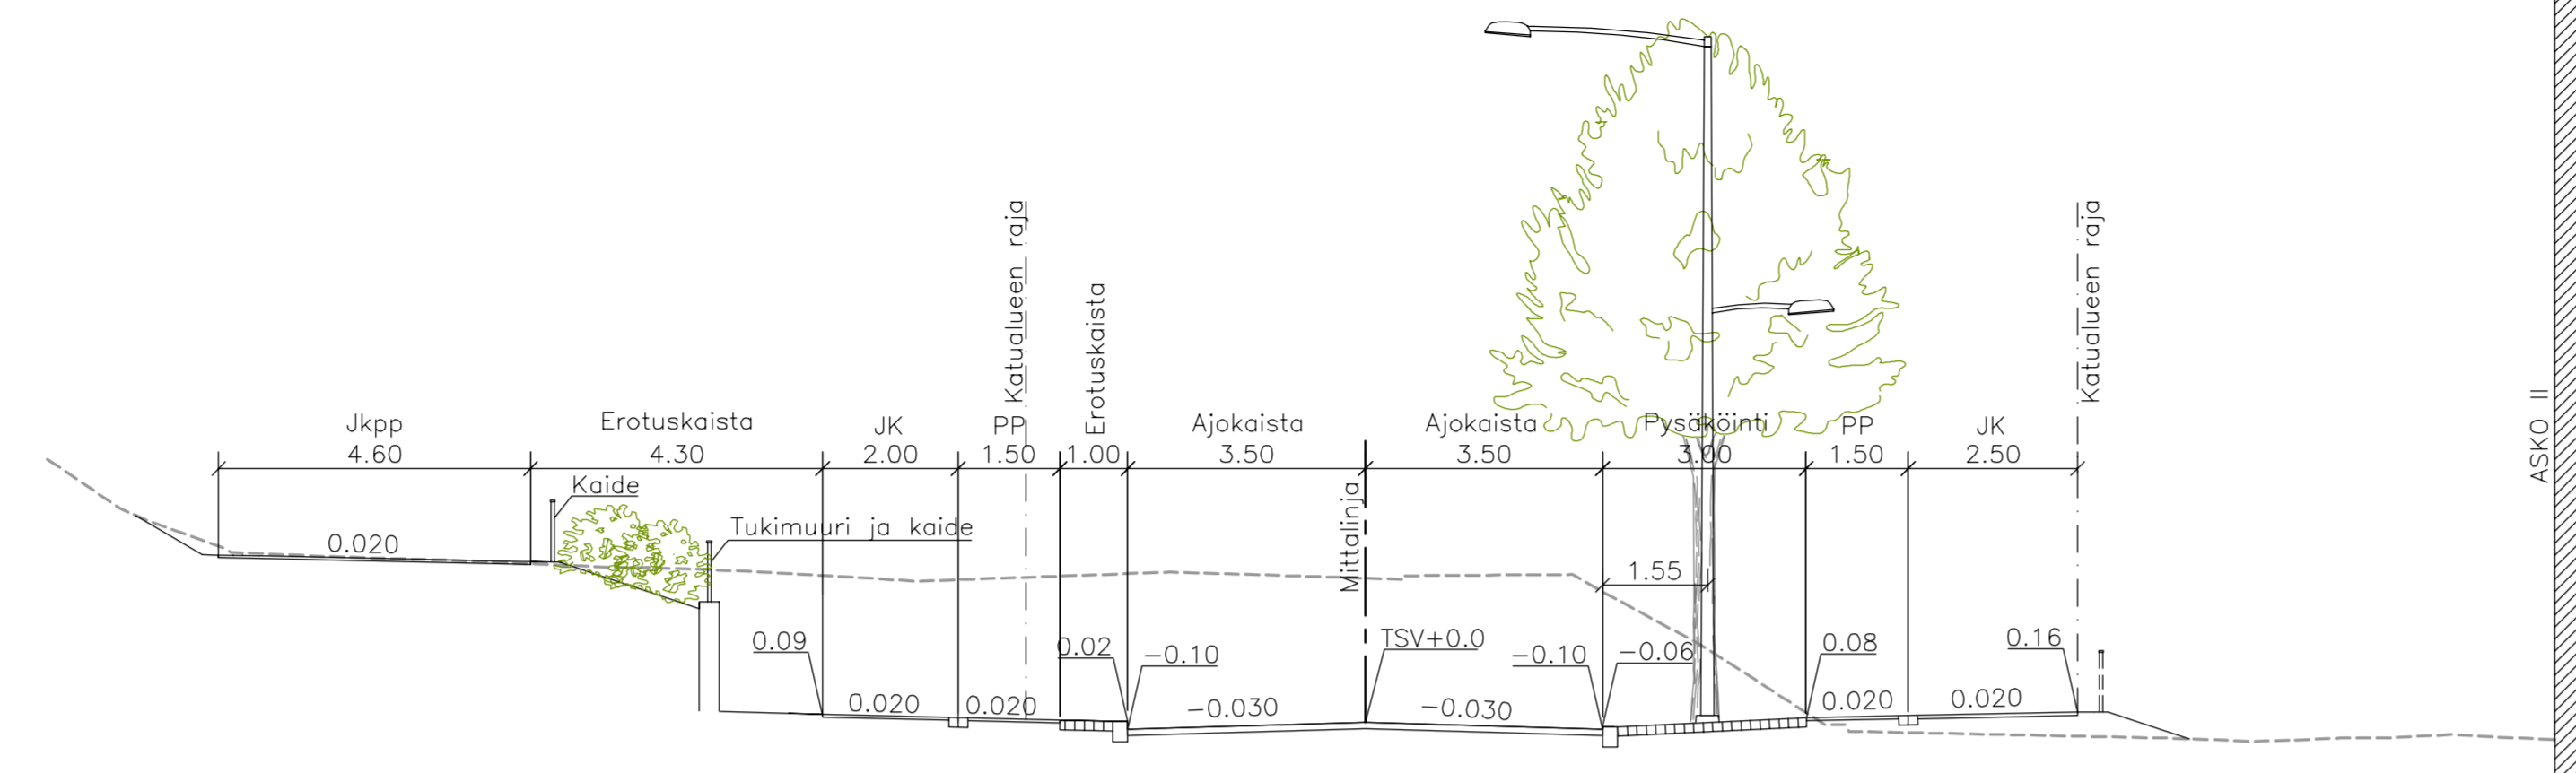 Katualueen raja
Katualueen raja
Erotuskaista
Jkpp
Erotuskaista
JK
PP
Ajokaista
Ajokaista
Pysäköinti
PP
JK
4.60
4.30
2.00
1.50
1.00
3.50
3.50
3.00
1.50
2.50
ASKO II
Kaide
Mittalinja
Tukimuuri ja kaide
0.020
1.55
0.09
0.02
-0.10
TSV+0.0
-0.10
-0.06
0.08
0.16
0.020
0.020
-0.030
-0.030
0.020
0.020